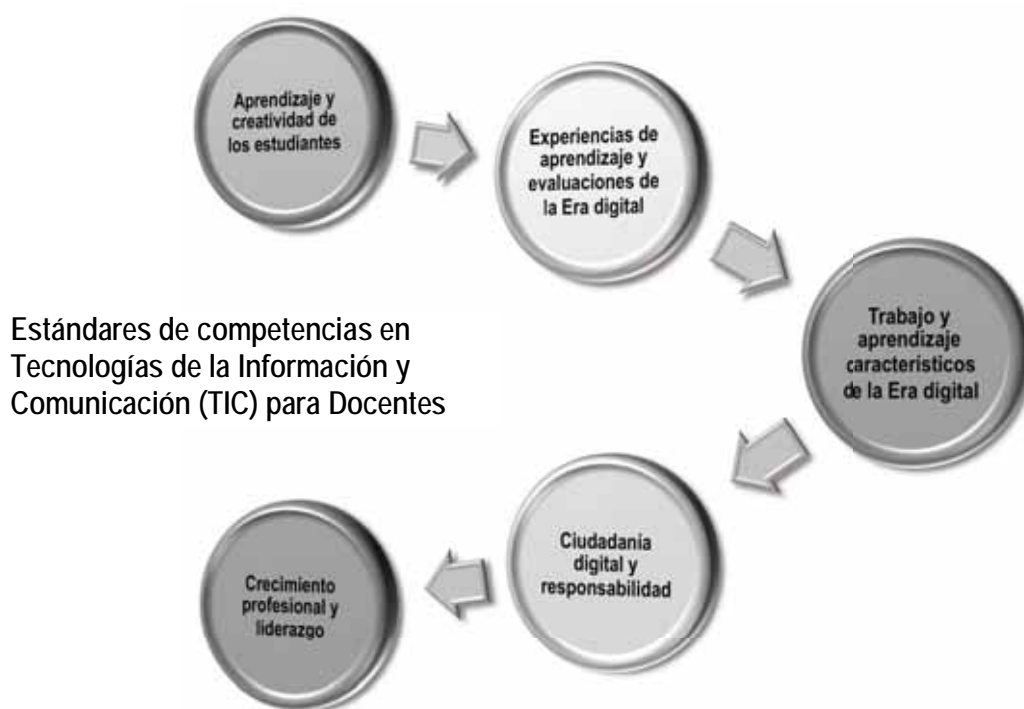 Aprendizaje y
creatividad de
los estudiantes
Experiencias de
aprendizaje y
evaluaciones de
la Era digital
Trabajo y
aprendizaje
característicos
de la Era digital
Estándares de competencias en
Tecnologías de la Información y
Comunicación (TIC) para Docentes
Ciudadanía
digital y
responsabilidad
Crecimiento
profesional y
liderazgo